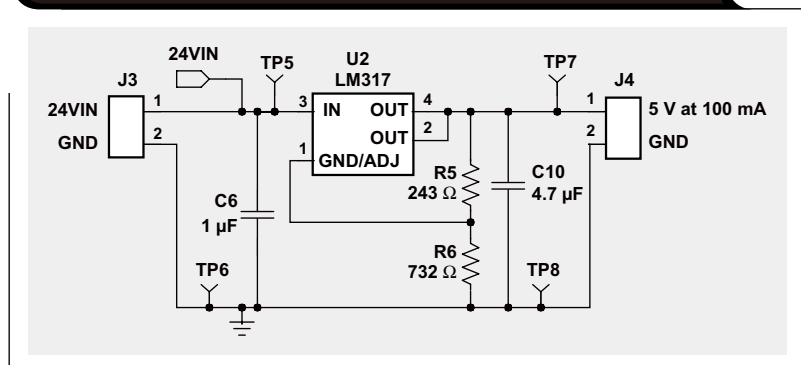 24VIN
TP5
U2
LM317
TP7
J3
J4
24VIN
1
3
IN
OUT
4
1
5 V at 100 mA
GND
2
OUT
2
2
GND
1
GND/ADJ
R5
243 Ω
C10
4.7 µF
C6
1 µF
R6
732 Ω
TP6
TP8